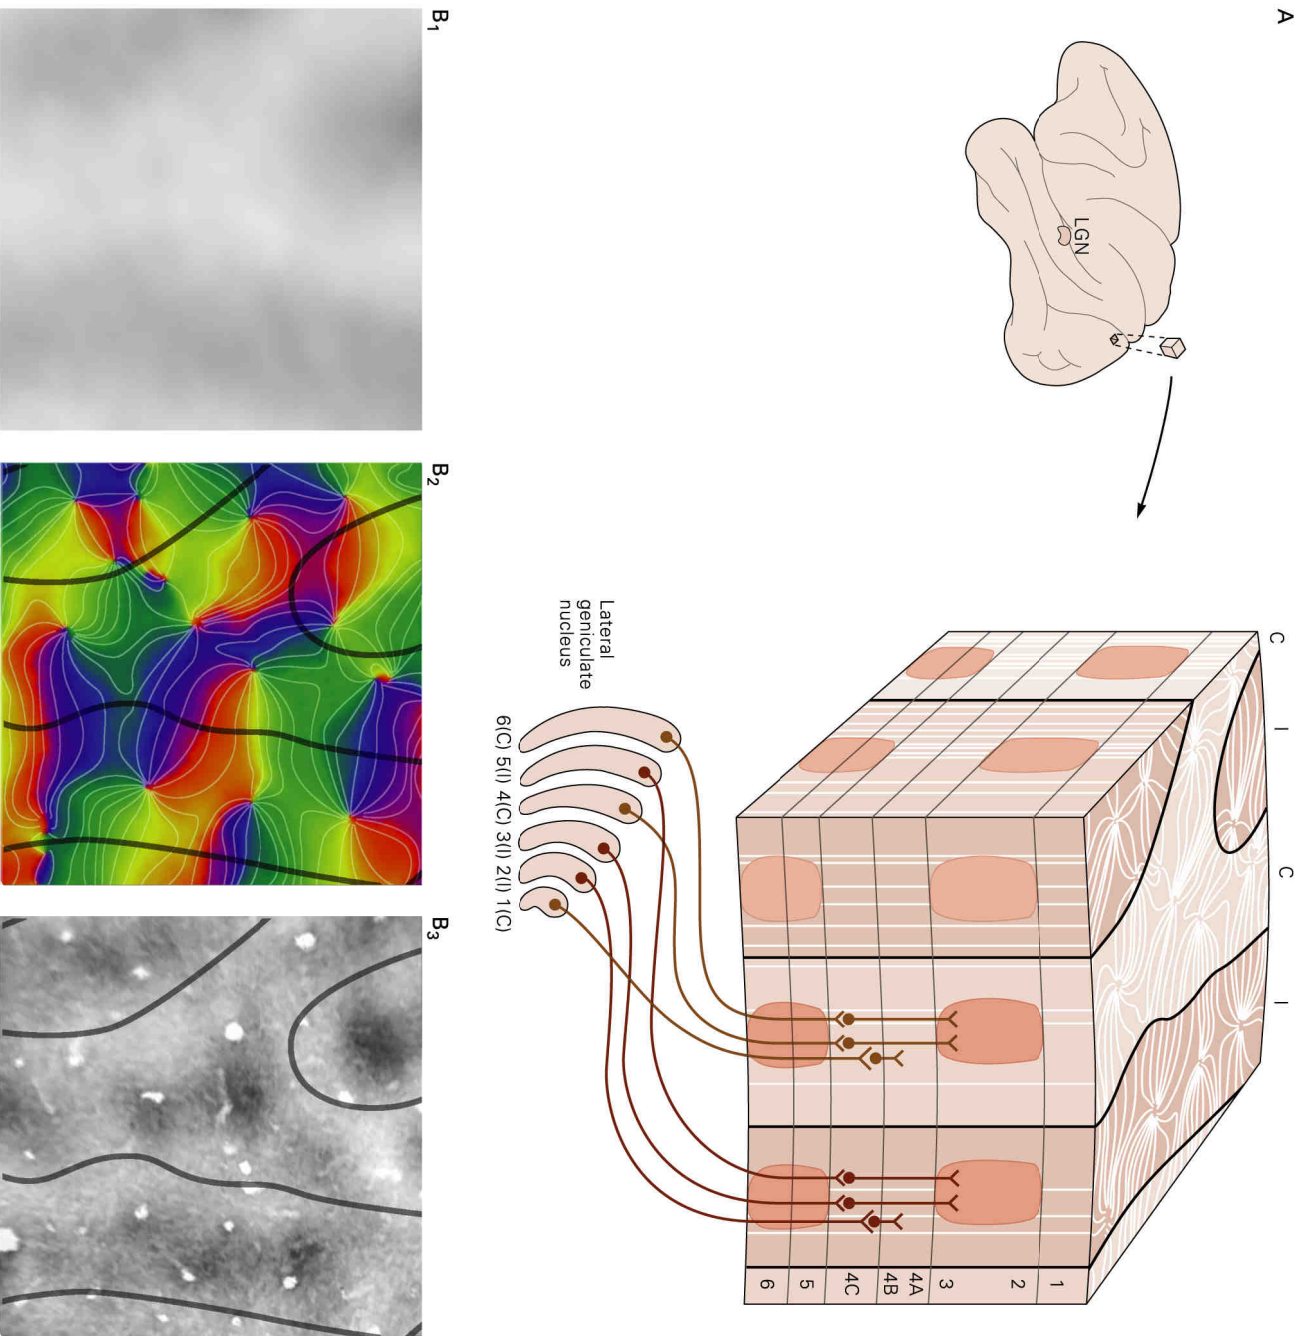 A
LGN
C
I
C
I
Lateral
geniculate
nucleus
6(C) 5(I) 4(C) 3(I) 2(I) 1(C)
1
2
3
4A
4B
4C
5
6
B1
B2
B3